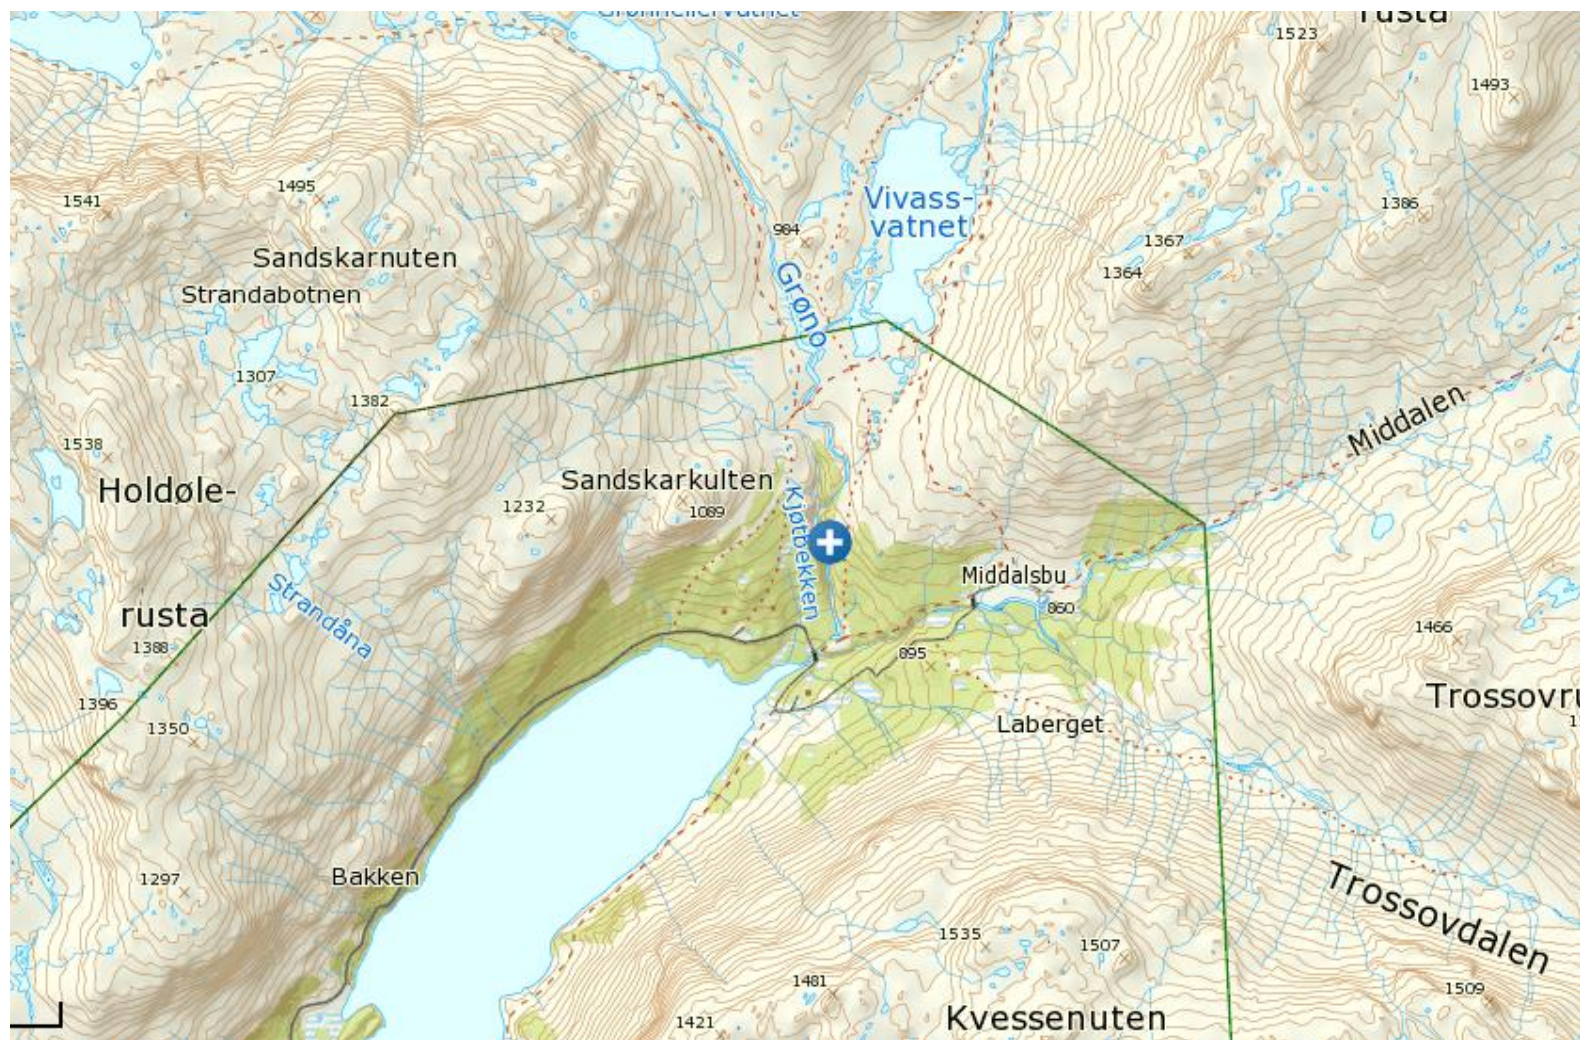 Grønnellervatnet
rusta
1523
1493
1541
1495
Vivass-
vatnet
1386
984
1367
1364
Sandskarnuten
Strandabotnen
Grøno
1307
1382
Middalen
1538
Holdøle-
rusta
Sandskarkulten
1232
1089
Kjøtbekken
Strandåna
Middalsbu
860
1388
895
1466
1396
1350
Laberget
Trossovru
1297
Bakken
Trossovdalen
1535
1507
1481
1509
1421
Kvessenuten